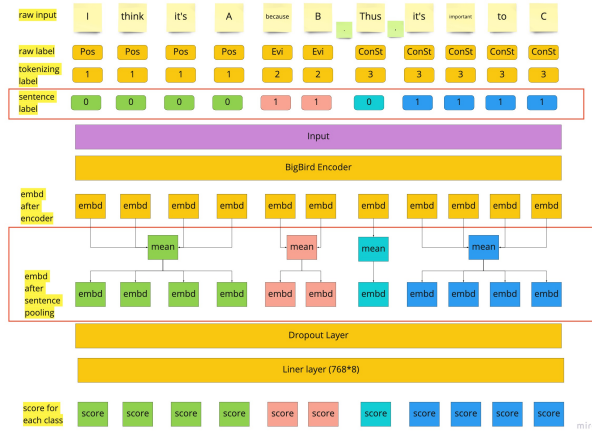 raw input I think it's A because B . Thus , it's important to C
raw label Pos Pos Pos Pos Evi Evi ConSt ConSt ConSt ConSt ConSt
tokenizing label 1 1 1 1 2 2 3 3 3 3 3
sentence label 0 0 0 0 1 1 0 1 1 1 1
Input
BigBird Encoder
embd after encoder embd embd embd embd embd embd embd embd embd embd embd
mean mean mean mean
embd after sentence pooling embd embd embd embd embd embd embd embd embd embd embd
Dropout Layer
Liner layer (768*8)
score for each class score score score score score score score score score score score
mir